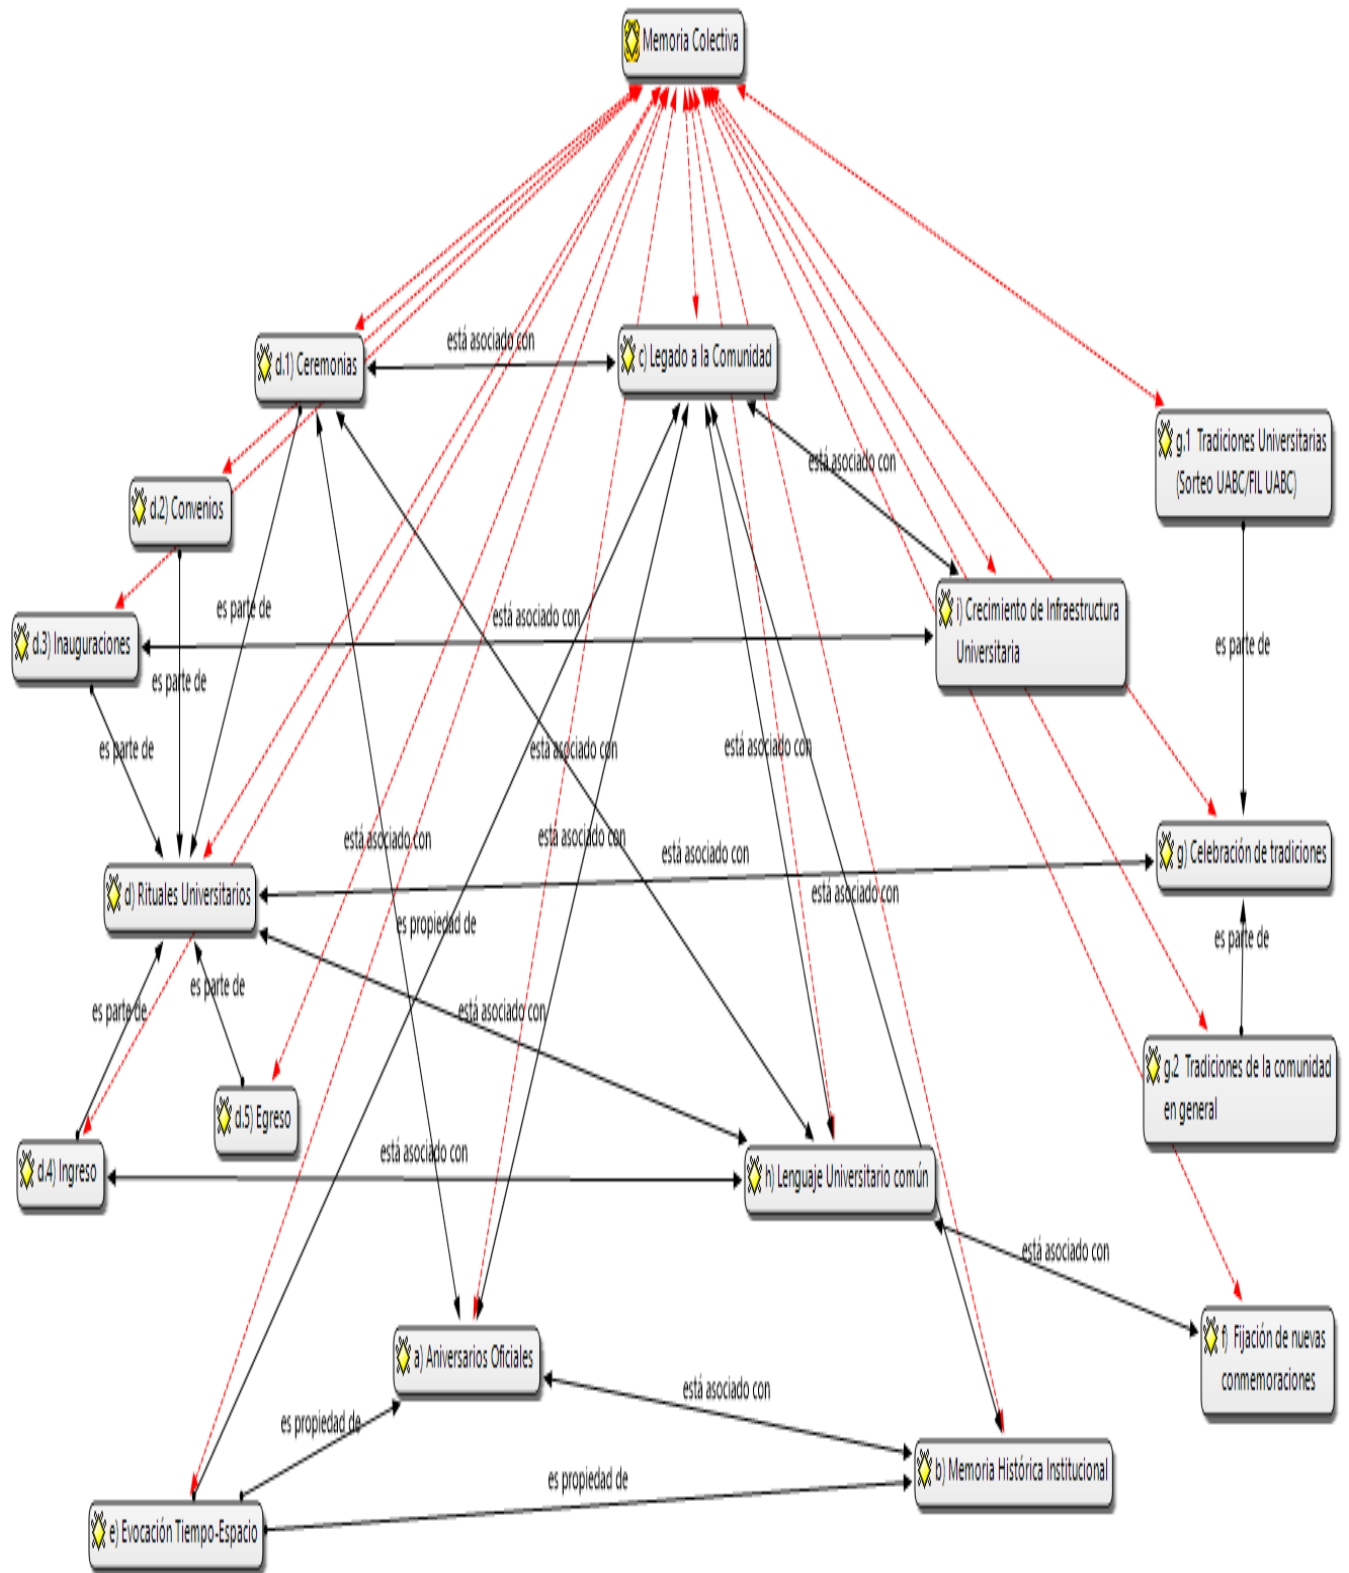 Memoria Colectiva
está asociado con
d.1) Ceremonias
c) Legado a la Comunidad
g.1 Tradiciones Universitarias
(Sorteo UABC/FIL UABC)
está asociado con
d.2) Convenios
i) Crecimiento de Infraestructura
Universitaria
es parte de
está asociado con
d.3) Inauguraciones
es parte de
es parte de
es parte de
está asociado con
está asociado con
está asociado con
está asociado con
está asociado con
g) Celebración de tradiciones
d) Rituales Universitarios
está asociado con
es propiedad de
es parte de
es parte de
es parte de
está asociado con
g.2 Tradiciones de la comunidad
en general
d.5) Egreso
está asociado con
d.4) Ingreso
h) Lenguaje Universitario común
está asociado con
f) Fijación de nuevas
conmemoraciones
a) Aniversarios Oficiales
está asociado con
es propiedad de
b) Memoria Histórica Institucional
es propiedad de
e) Evocación Tiempo-Espacio